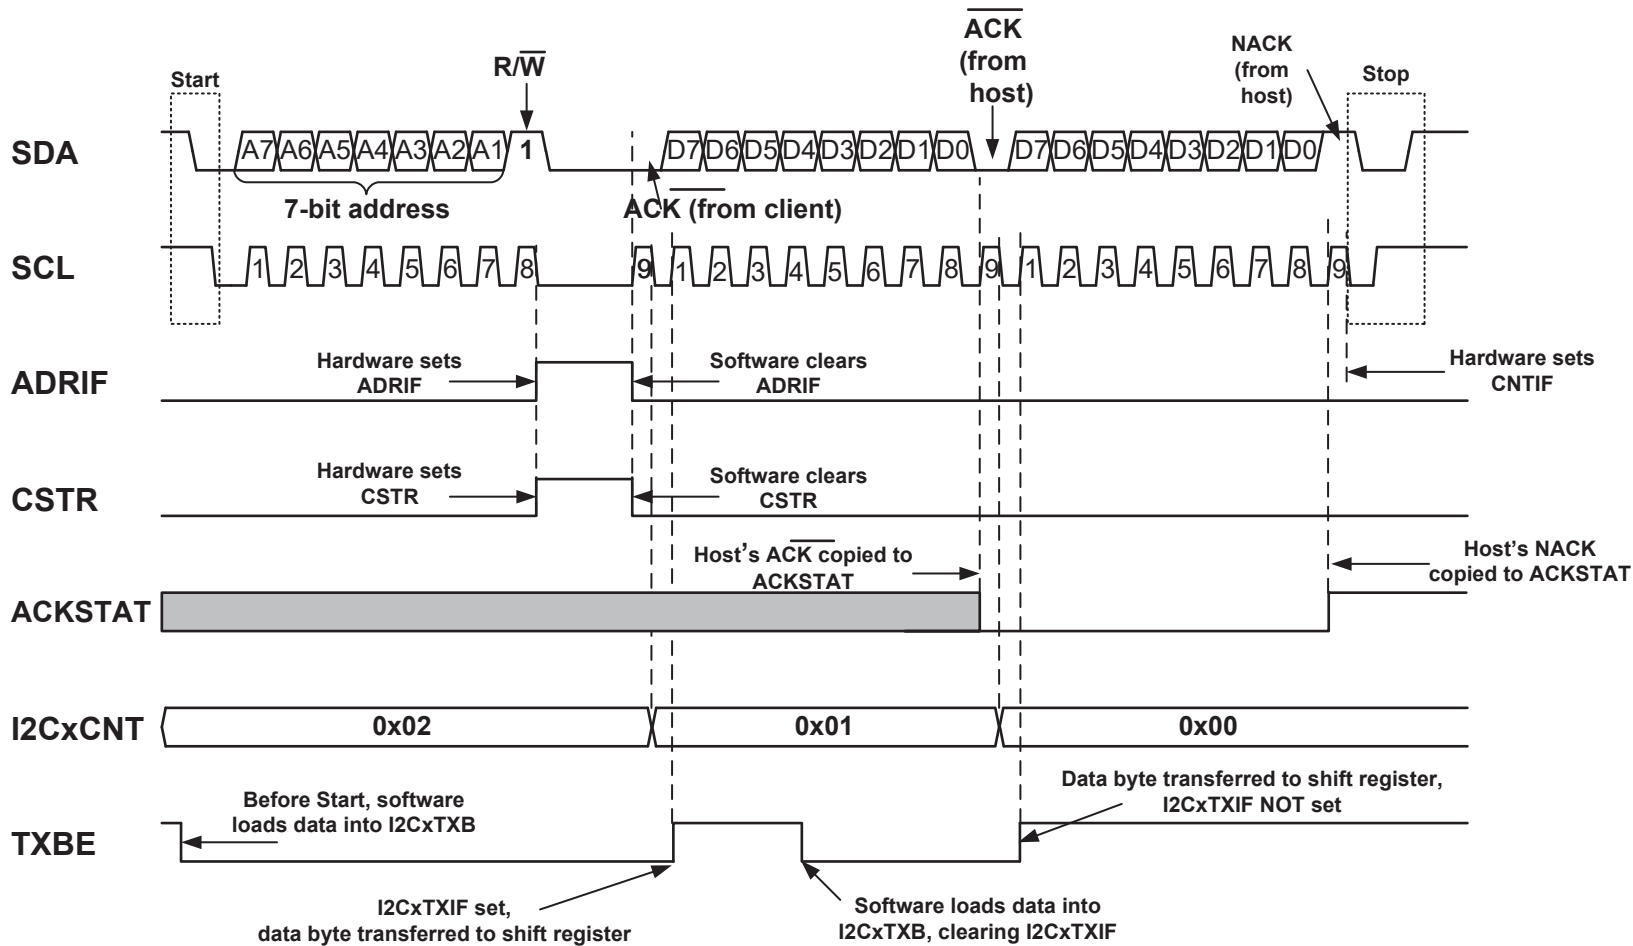 ACK
(from
host)
NACK
(from
host)
R/W
Start
Stop
SDA
A7 A6 A5 A4 A3 A2 A1 1 D7 D6 D5 D4 D3 D2 D1 D0 D7 D6 D5 D4 D3 D2 D1 D0
7-bit address
ACK (from client)
SCL
1 2 3 4 5 6 7 8 9 1 2 3 4 5 6 7 8 9 1 2 3 4 5 6 7 8 9
ADRIF
Hardware sets
ADRIF
Software clears
ADRIF
Hardware sets
CNTIF
CSTR
Hardware sets
CSTR
Software clears
CSTR
Host's ACK copied to
ACKSTAT
Host's NACK
copied to ACKSTAT
ACKSTAT
I2CxCNT
0x02 0x01 0x00
TXBE
Before Start, software
loads data into I2CxTXB
Data byte transferred to shift register,
I2CxTXIF NOT set
I2CxTXIF set,
data byte transferred to shift register
Software loads data into
I2CxTXB, clearing I2CxTXIF